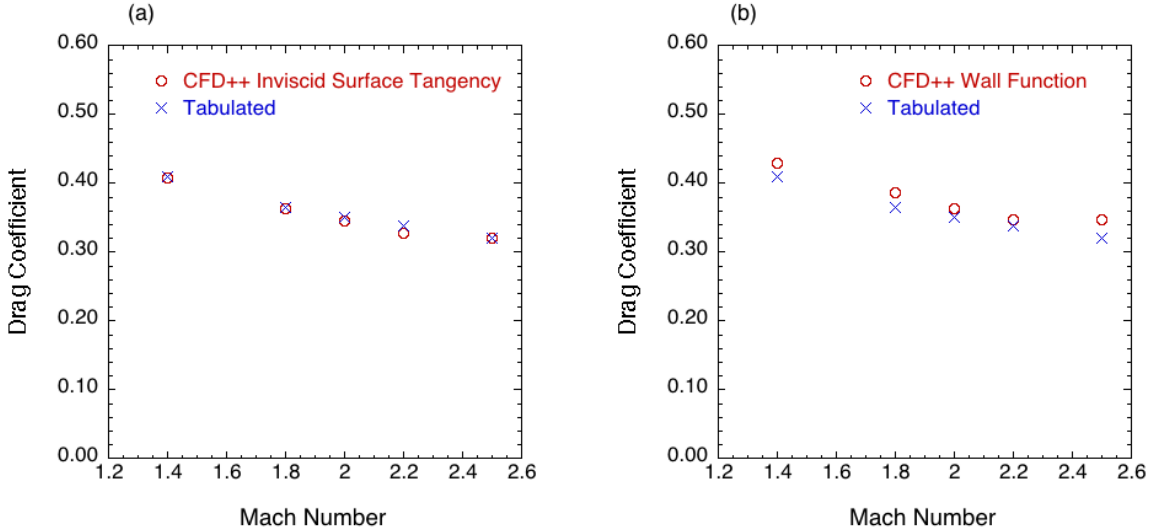 (a)
0.60
CFD++ Inviscid Surface Tangency
Tabulated
0.50
0.40
0.30
0.20
0.10
0.00
Drag Coefficient
1.2 1.4 1.6 1.8 2 2.2 2.4 2.6
Mach Number
(b)
0.60
CFD++ Wall Function
Tabulated
0.50
0.40
0.30
0.20
0.10
0.00
Drag Coefficient
1.2 1.4 1.6 1.8 2 2.2 2.4 2.6
Mach Number